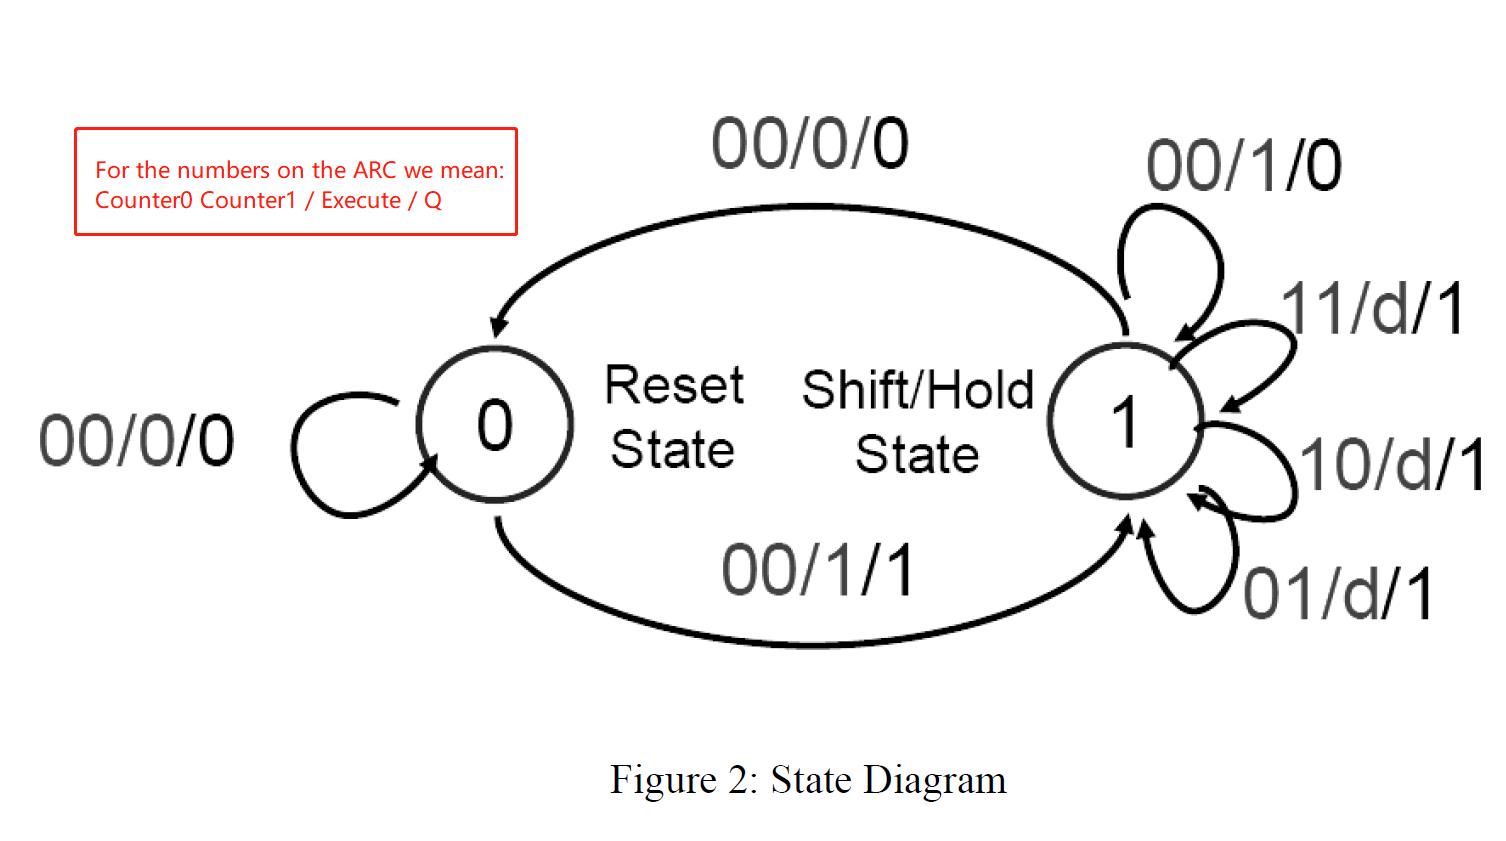 00/0/0
00/1/0
For the numbers on the ARC we mean:
Counter0 Counter1 / Execute / Q
11/d/1
Reset
State
Shift/Hold
State
0
1
00/0/0
10/d/1
00/1/1
01/d/1
Figure 2: State Diagram